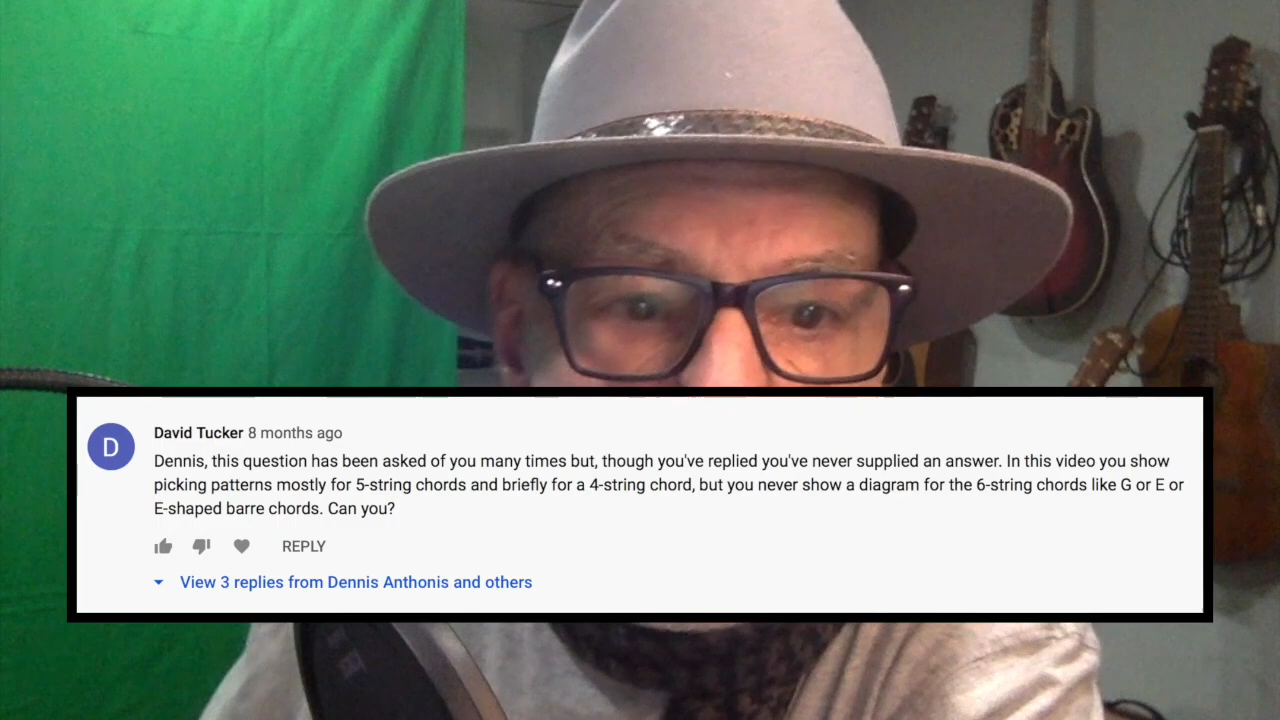 D
David Tucker 8 months ago
Dennis, this question has been asked of you many times but, though you've replied you've never supplied an answer. In this video you show
picking patterns mostly for 5-string chords and briefly for a 4-string chord, but you never show a diagram for the 6-string chords like G or E or
E-shaped barre chords. Can you?
REPLY
View 3 replies from Dennis Anthonis and others